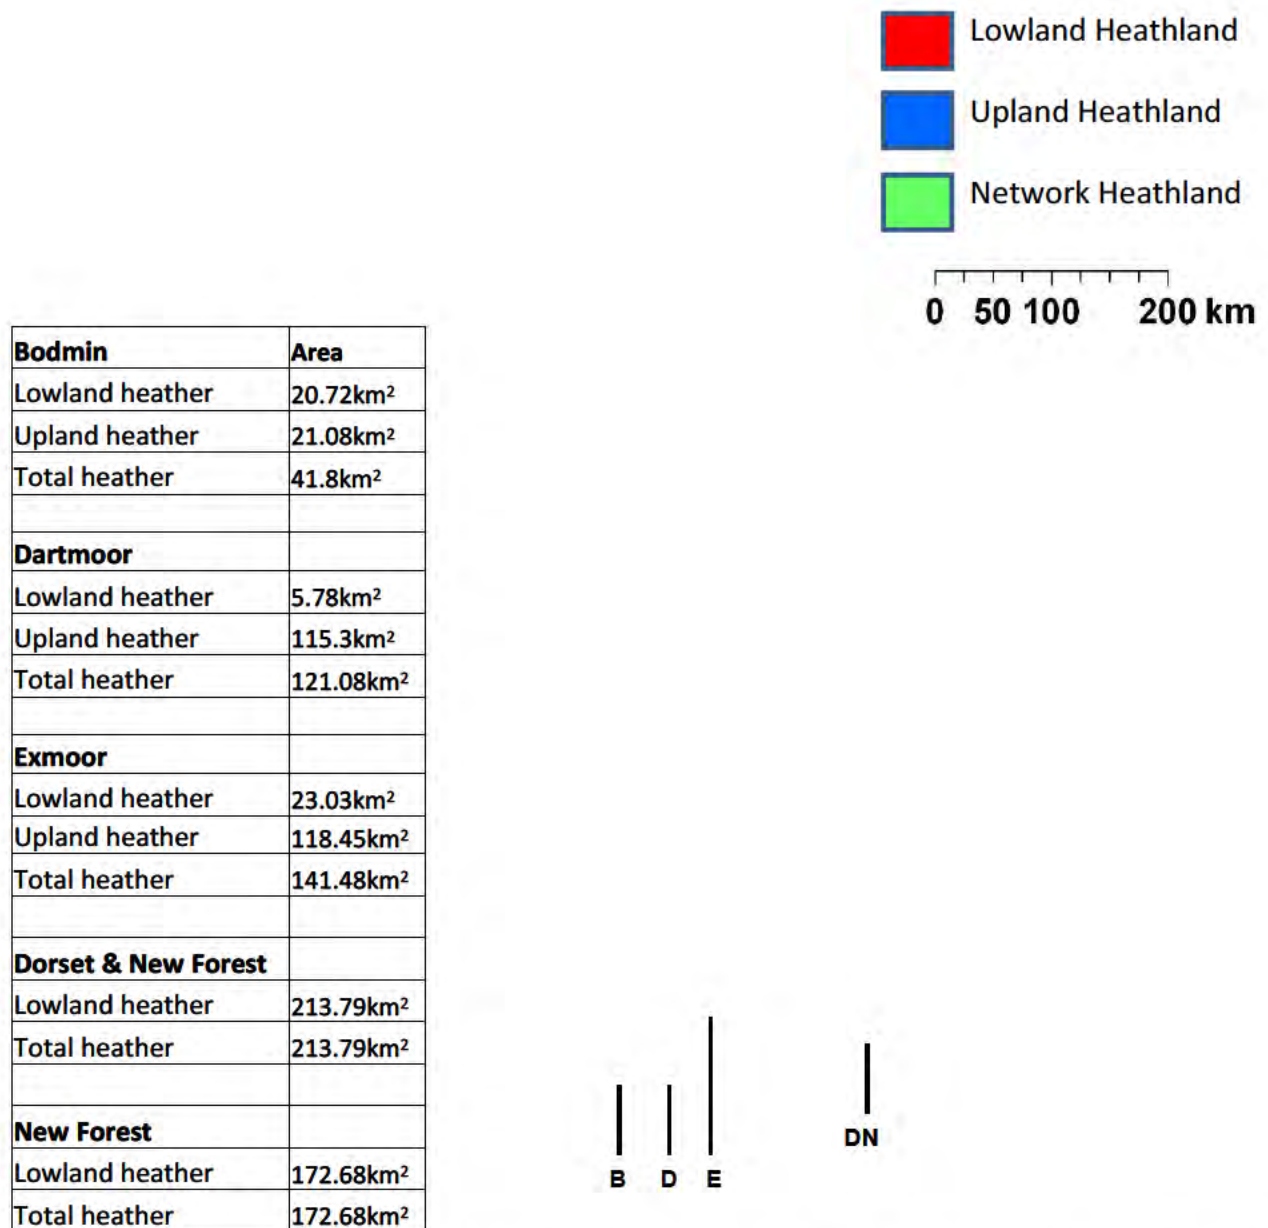 Lowland Heathland
Upland Heathland
Network Heathland
0 50 100 200 km
Bodmin Area
Lowland heather 20.72km²
Upland heather 21.08km²
Total heather 41.8km²
Dartmoor
Lowland heather 5.78km²
Upland heather 115.3km²
Total heather 121.08km²
Exmoor
Lowland heather 23.03km²
Upland heather 118.45km²
Total heather 141.48km²
Dorset & New Forest
Lowland heather 213.79km²
Total heather 213.79km²
New Forest
Lowland heather 172.68km²
Total heather 172.68km²
DN
B D E